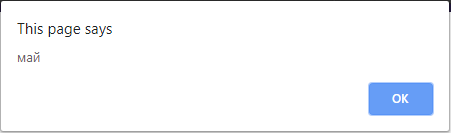 This page says
май
OK